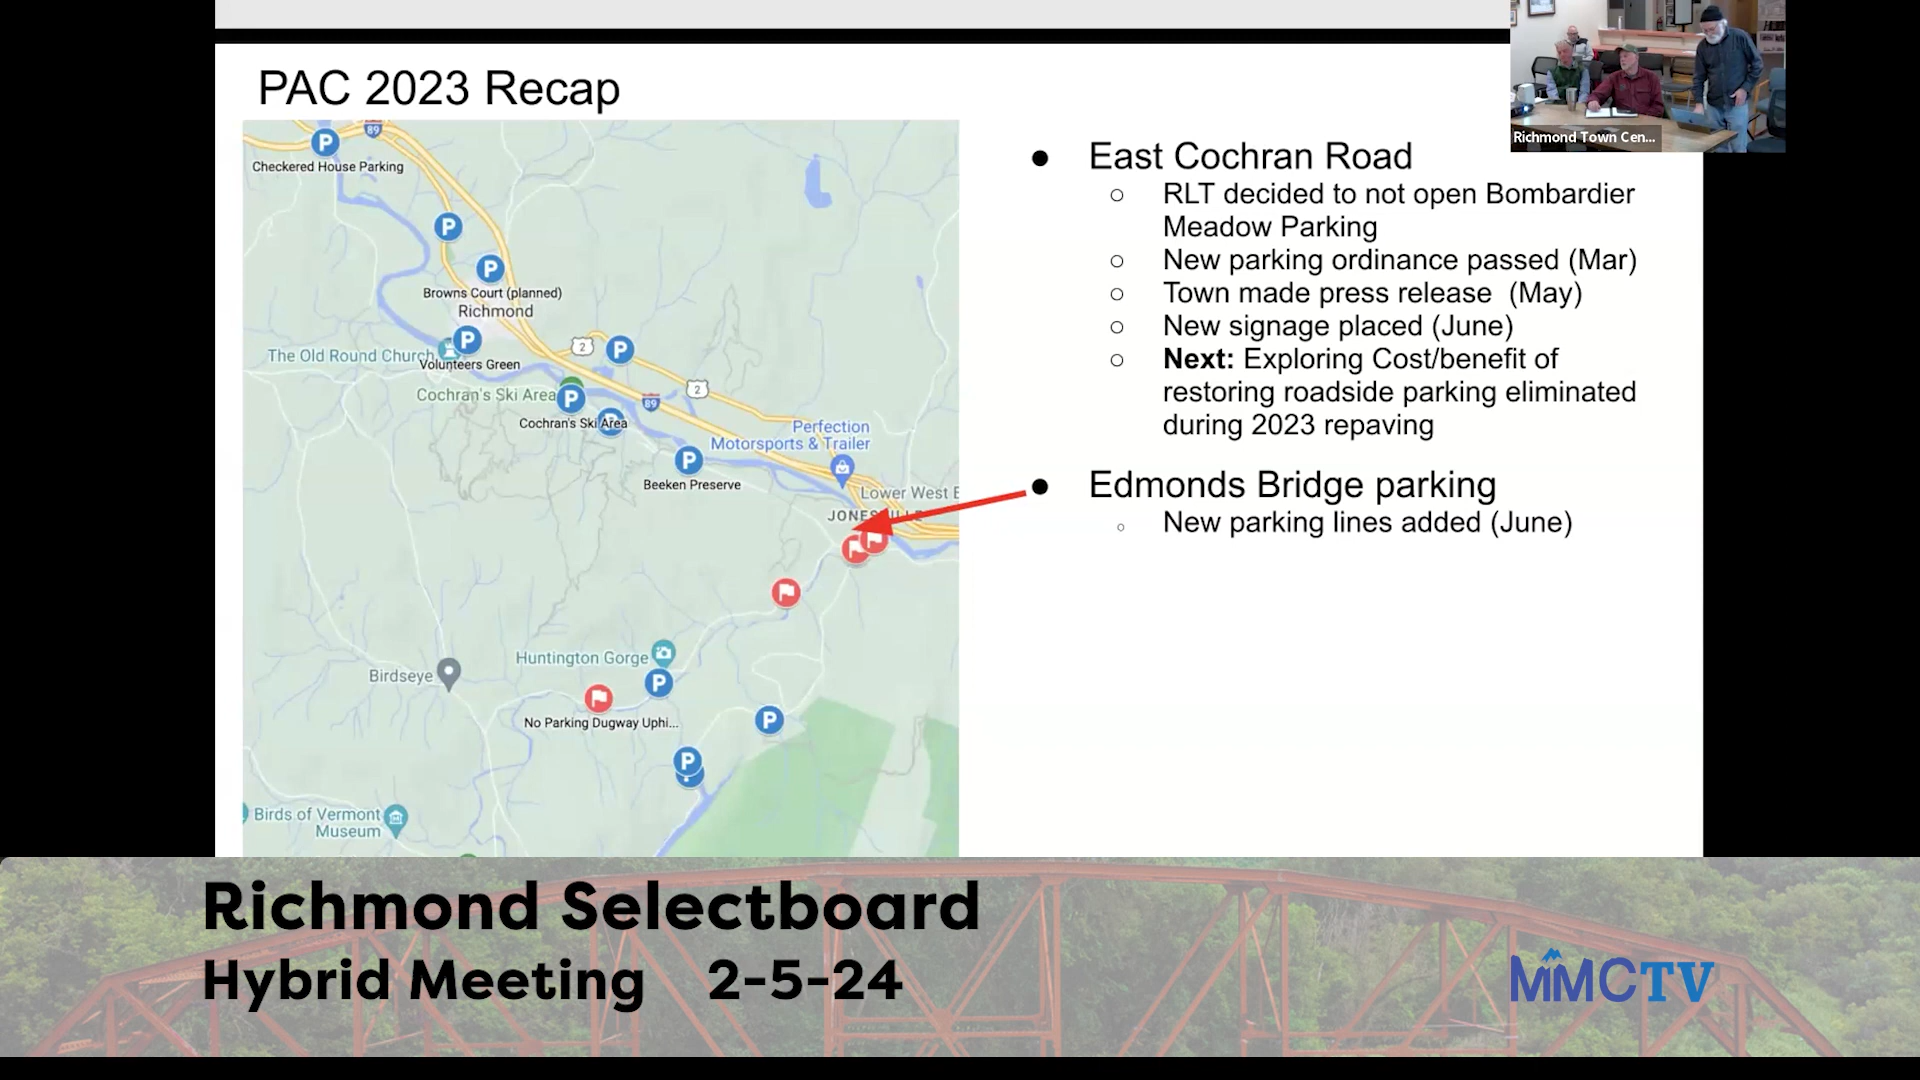 PAC 2023 Recap
Richmond Town Cen...
89
Checkered House Parking
P
P
P
Browns Court (planned)
Richmond
The Old Round Church
P
Volunteers Green
2
P
Cochran's Ski Area
P
Cochran's Ski Area
89
2
Perfection
Motorsports & Trailer
P
Beeken Preserve
Lower West
Huntington Gorge
P
Birdseye
No Parking Dugway Uphi...
P
P
Birds of Vermont
Museum
● East Cochran Road
○ RLT decided to not open Bombardier
Meadow Parking
○ New parking ordinance passed (Mar)
○ Town made press release (May)
○ New signage placed (June)
○ Next: Exploring Cost/benefit of
restoring roadside parking eliminated
during 2023 repaving
● Edmonds Bridge parking
○ New parking lines added (June)
Richmond Selectboard
Hybrid Meeting 2-5-24
MMCTV